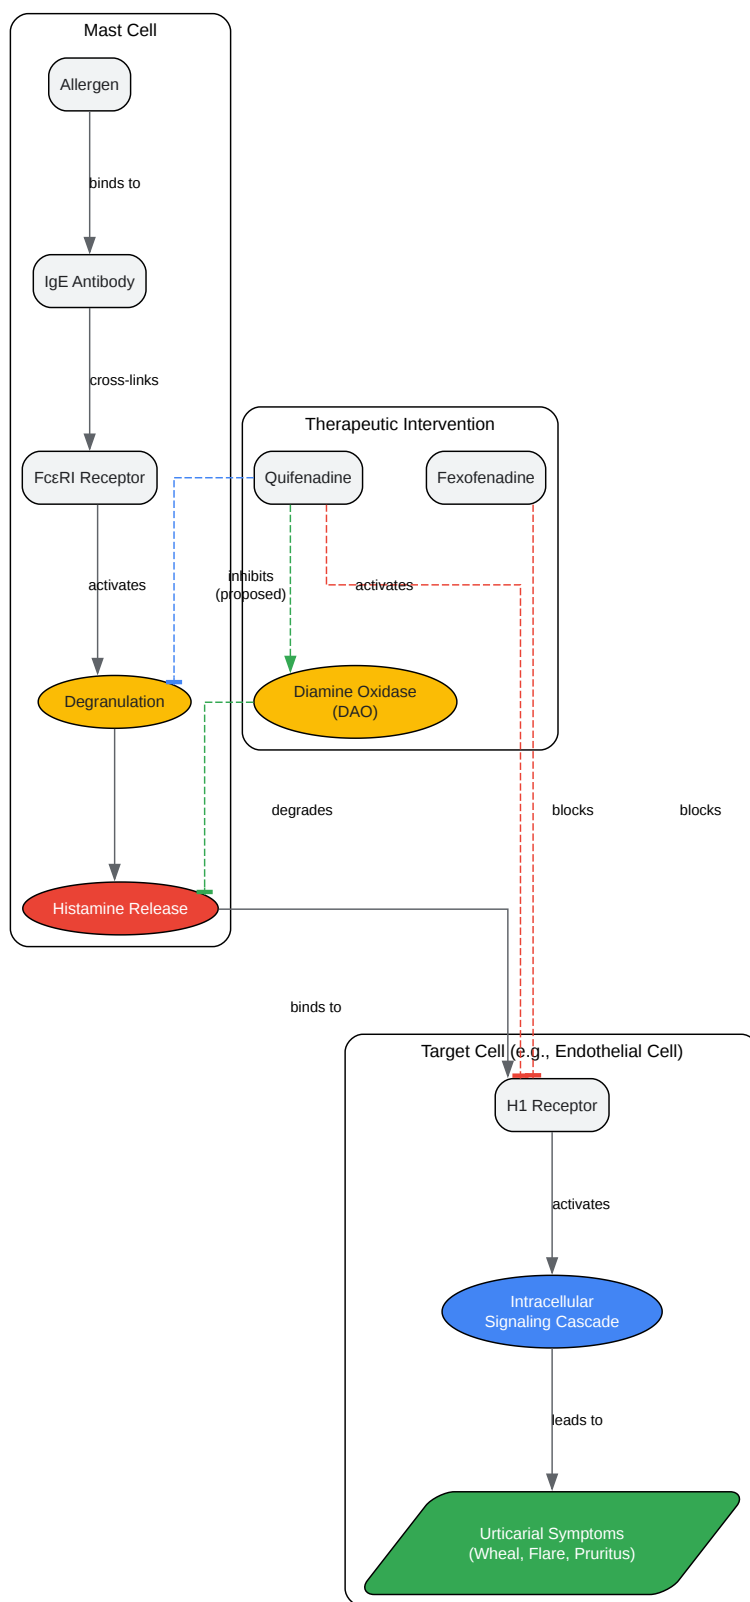 Mast Cell
Allergen
binds to
IgE Antibody
cross-links
Therapeutic Intervention
FcεRI Receptor
Quifenadine
Fexofenadine
activates
inhibits
(proposed)
activates
Degranulation
Diamine Oxidase
(DAO)
degrades
blocks
blocks
Histamine Release
binds to
Target Cell (e.g., Endothelial Cell)
H1 Receptor
activates
Intracellular
Signaling Cascade
leads to
Urticarial Symptoms
(Wheal, Flare, Pruritus)